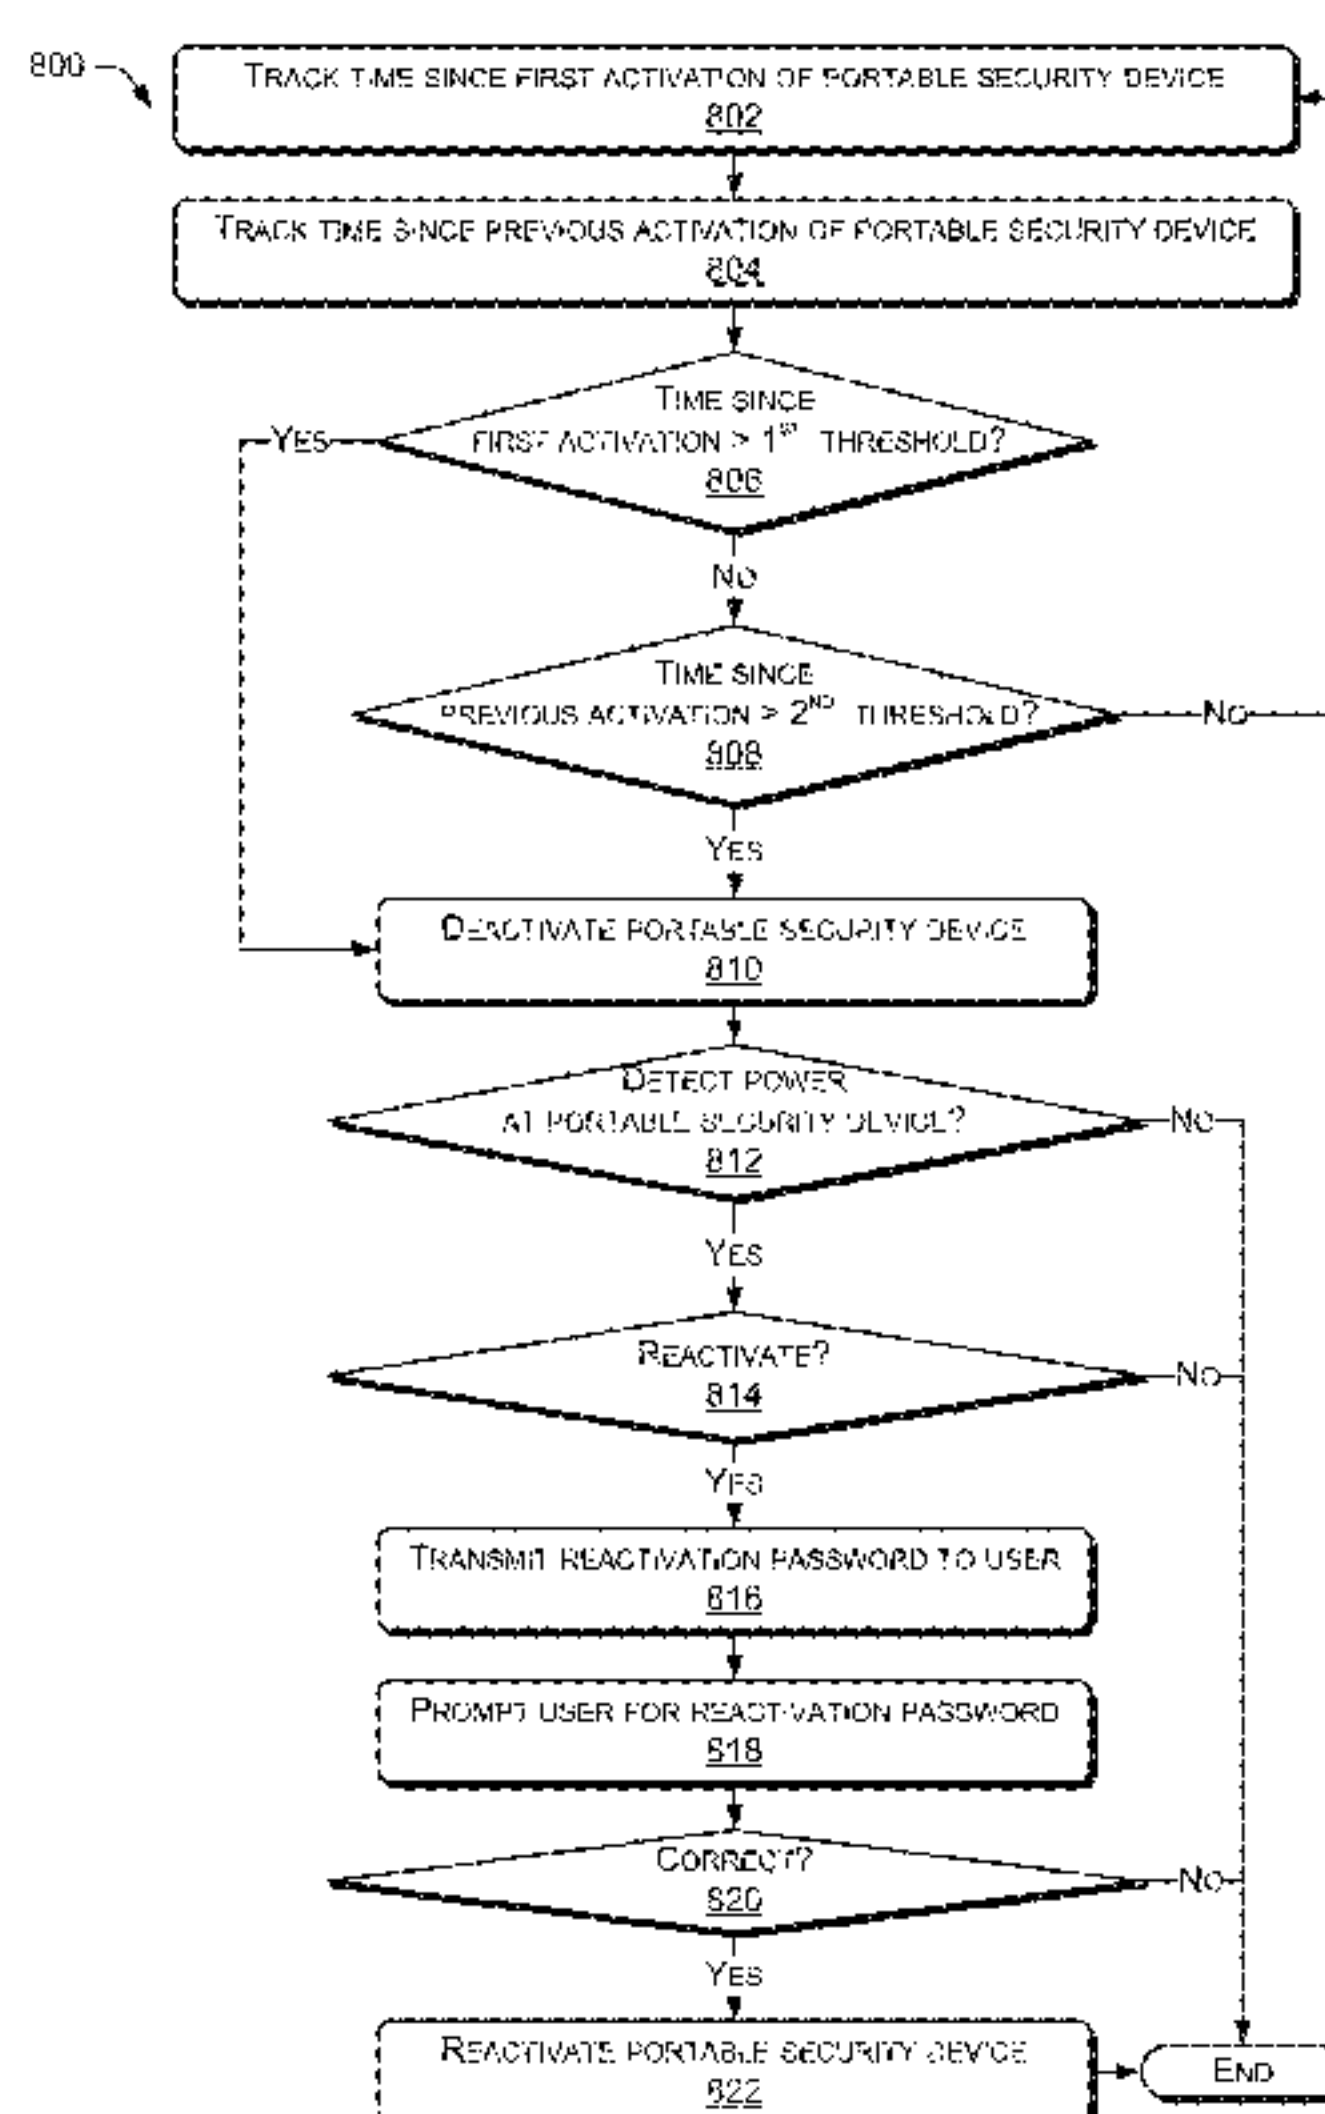 800
TRACK TIME SINCE FIRST ACTIVATION OF PORTABLE SECURITY DEVICE
802
TRACK TIME SINCE PREVIOUS ACTIVATION OF PORTABLE SECURITY DEVICE
804
TIME SINCE
FIRST ACTIVATION > 1ST THRESHOLD?
806
YES
NO
TIME SINCE
PREVIOUS ACTIVATION > 2ND THRESHOLD?
808
NO
YES
DEACTIVATE PORTABLE SECURITY DEVICE
810
DETECT POWER
AT PORTABLE SECURITY DEVICE?
812
NO
YES
REACTIVATE?
814
NO
YES
TRANSMIT REACTIVATION PASSWORD TO USER
816
PROMPT USER FOR REACTIVATION PASSWORD
818
CORRECT?
820
NO
YES
REACTIVATE PORTABLE SECURITY DEVICE
822
END